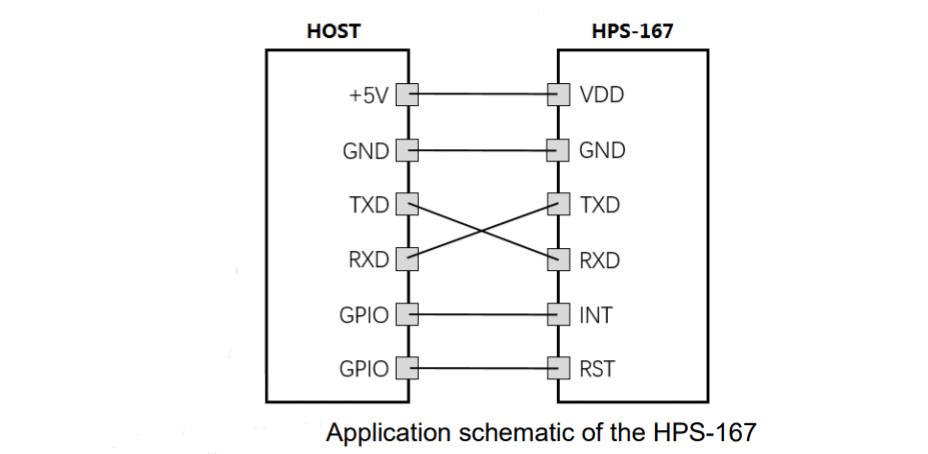 HOST HPS-167
+5V VDD
GND GND
TXD TXD
RXD RXD
GPIO INT
GPIO RST
Application schematic of the HPS-167